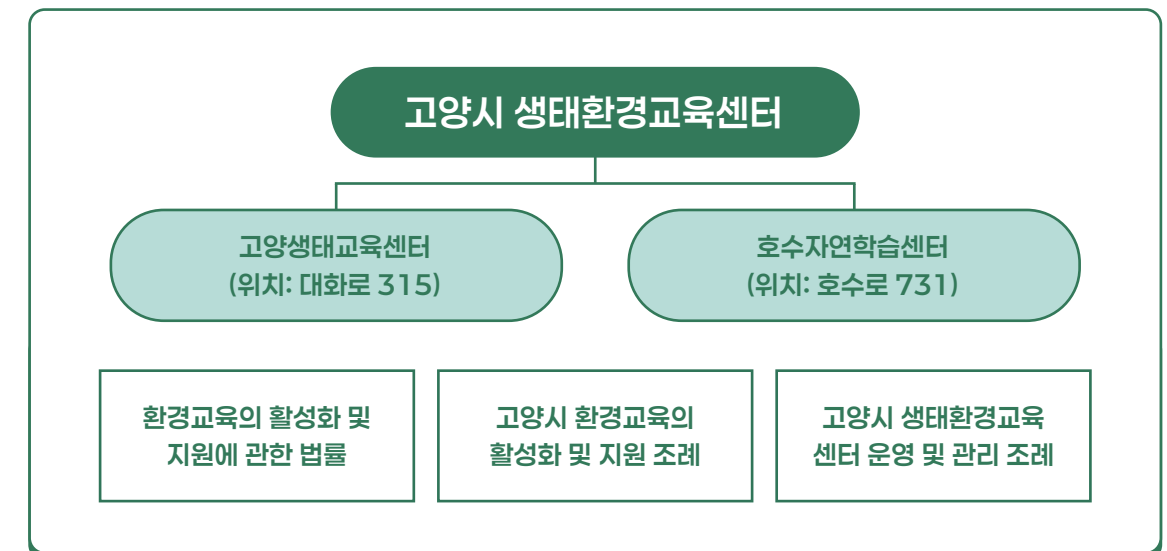 고양시 생태환경교육센터
고양생태교육센터
(위치: 대화로 315)
호수자연학습센터
(위치: 호수로 731)
환경교육의 활성화 및
지원에 관한 법률
고양시 환경교육의
활성화 및 지원 조례
고양시 생태환경교육
센터 운영 및 관리 조례